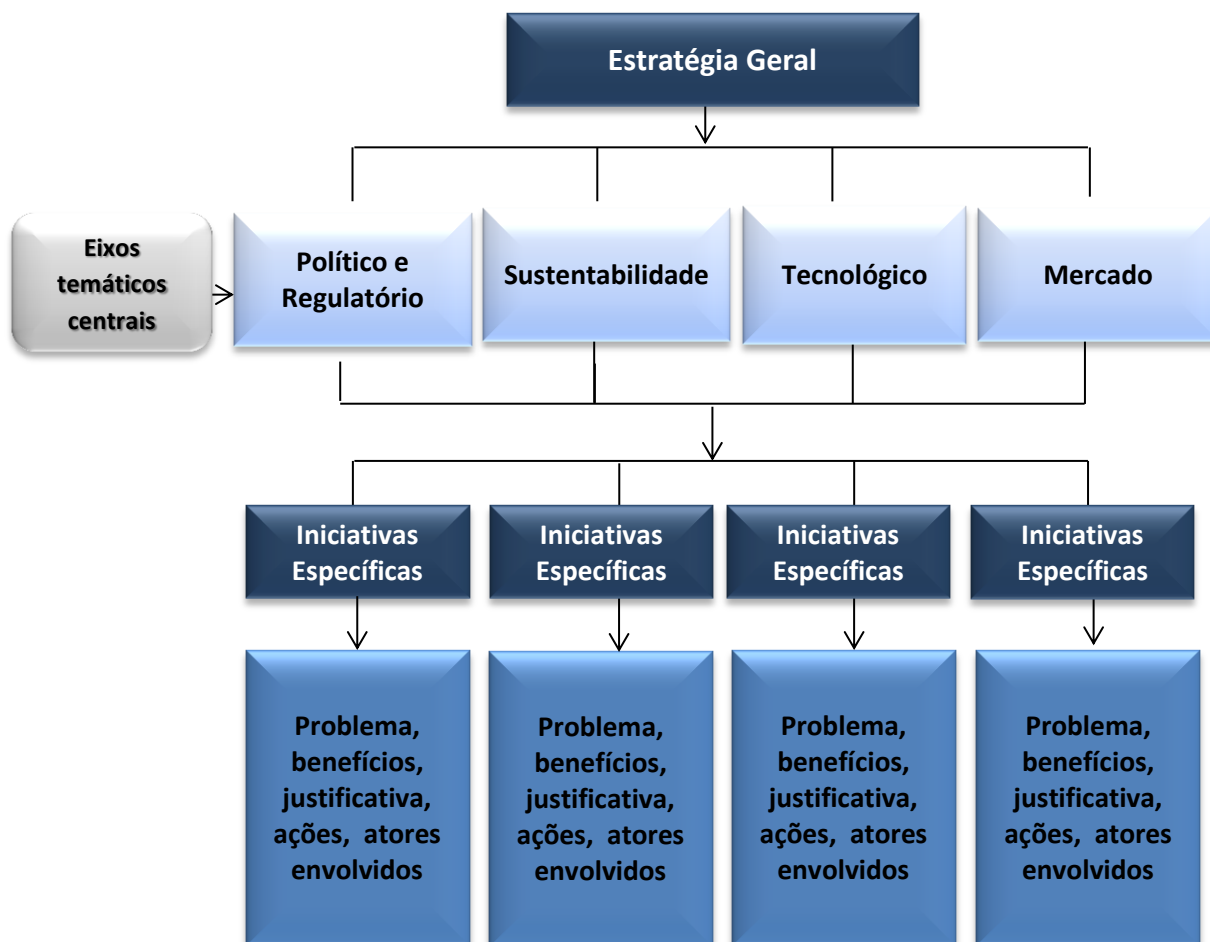 Estratégia Geral
Eixos
temáticos
centrais
Político e
Regulatório
Sustentabilidade
Tecnológico
Mercado
Iniciativas
Específicas
Iniciativas
Específicas
Iniciativas
Específicas
Iniciativas
Específicas
Problema,
benefícios,
justificativa,
ações, atores
envolvidos
Problema,
benefícios,
justificativa,
ações, atores
envolvidos
Problema,
benefícios,
justificativa,
ações, atores
envolvidos
Problema,
benefícios,
justificativa,
ações, atores
envolvidos